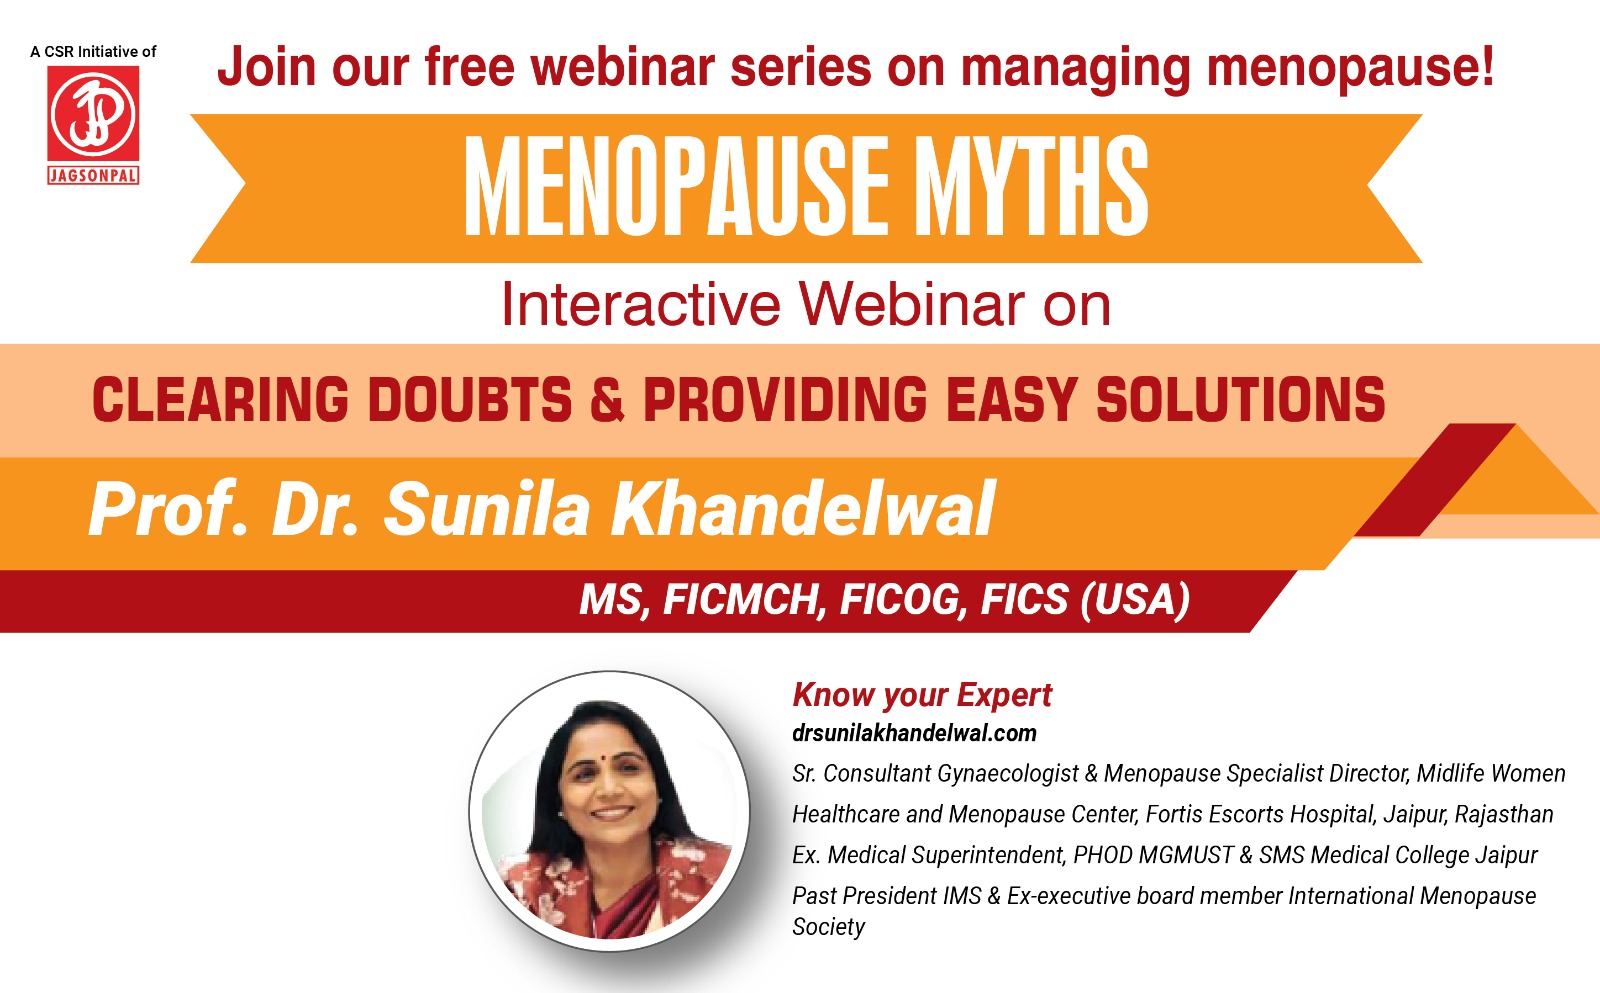 A CSR Initiative of
JAGSONPAL
Join our free webinar series on managing menopause!
MENOPAUSE MYTHS
Interactive Webinar on
CLEARING DOUBTS & PROVIDING EASY SOLUTIONS
Prof. Dr. Sunila Khandelwal
MS, FICMCH, FICOG, FICS (USA)
Know your Expert
drsunilakhandelwal.com
Sr. Consultant Gynaecologist & Menopause Specialist Director, Midlife Women
Healthcare and Menopause Center, Fortis Escorts Hospital, Jaipur, Rajasthan
Ex. Medical Superintendent, PHOD MGMUST & SMS Medical College Jaipur
Past President IMS & Ex-executive board member International Menopause
Society